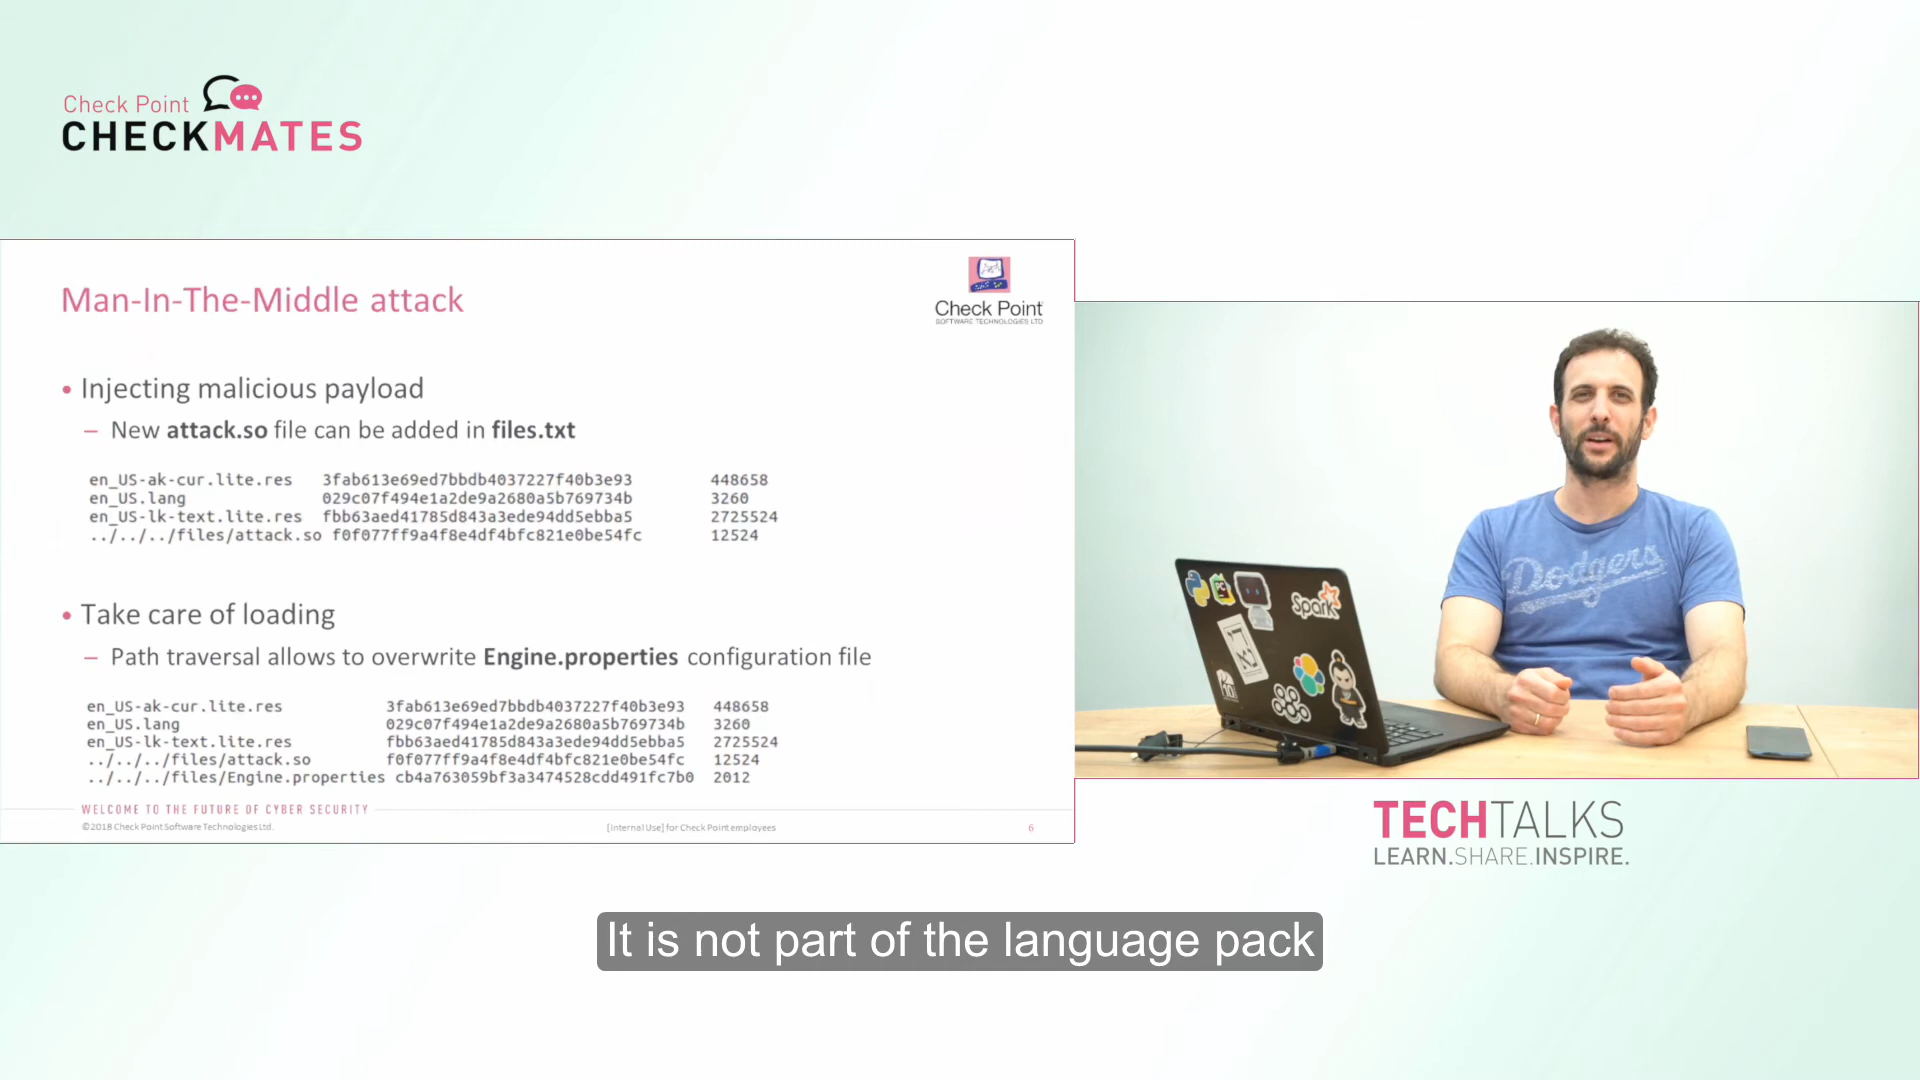 Check Point
CHECKMATES
Man-In-The-Middle attack
Check Point
SOFTWARE TECHNOLOGIES LTD
• Injecting malicious payload
– New attack.so file can be added in files.txt
en_US-ak-cur.lite.res 3fab613e69ed7bbdb4037227f40b3e93 448658
en_US.lang 029c07f494e1a2de9a2680a5b769734b 3260
en_US-lk-text.lite.res fbb63aed41785d843a3ede94dd5ebba5 2725524
../../../files/attack.so f0f077ff9a4f8e4df4bfc821e0be54fc 12524
• Take care of loading
– Path traversal allows to overwrite Engine.properties configuration file
en_US-ak-cur.lite.res 3fab613e69ed7bbdb4037227f40b3e93 448658
en_US.lang 029c07f494e1a2de9a2680a5b769734b 3260
en_US-lk-text.lite.res fbb63aed41785d843a3ede94dd5ebba5 2725524
../../../files/attack.so f0f077ff9a4f8e4df4bfc821e0be54fc 12524
../../../files/Engine.properties cb4a763059bf3a3474528cdd491fc7b0 2012
WELCOME TO THE FUTURE OF CYBER SECURITY
©2018 Check Point Software Technologies Ltd.
[Internal Use] for Check Point employees
6
Dodgers
Spark
PC
TECHTALKS
LEARN.SHARE.INSPIRE.
It is not part of the language pack